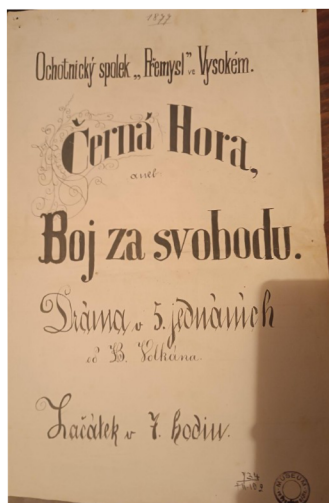 1877
Ochotnický spolek „Přemysl” ve Vysokém.
Černá Hora,
aneb
Boj za svobodu.
Dráma v 5. jednáních
od B.
Začátek v 7. hodin.
MUSEUM